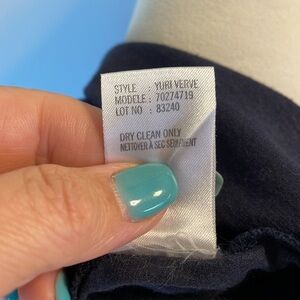 STYLE : YURI VERVE
MODELE : 70274719
LOT NO : 83240
DRY CLEAN ONLY
NETTOYER À SEC SEULEMENT